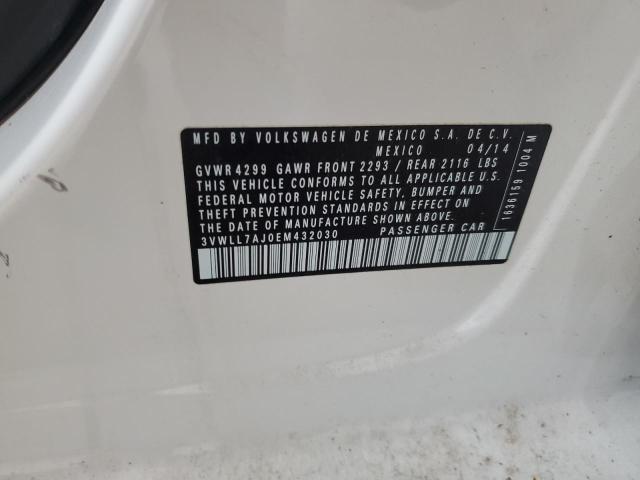 MFD BY VOLKSWAGEN DE MEXICO S.A. DE C.V.
MEXICO 04/14
GVWR 4299 GAWR FRONT 2293 / REAR 2116 LBS
THIS VEHICLE CONFORMS TO ALL APPLICABLE U.S.
FEDERAL MOTOR VEHICLE SAFETY, BUMPER AND
THEFT PREVENTION STANDARDS IN EFFECT ON
THE DATE OF MANUFACTURE SHOWN ABOVE.
3VWLL7AJ0EM432030 PASSENGER CAR
1636159 1004 M